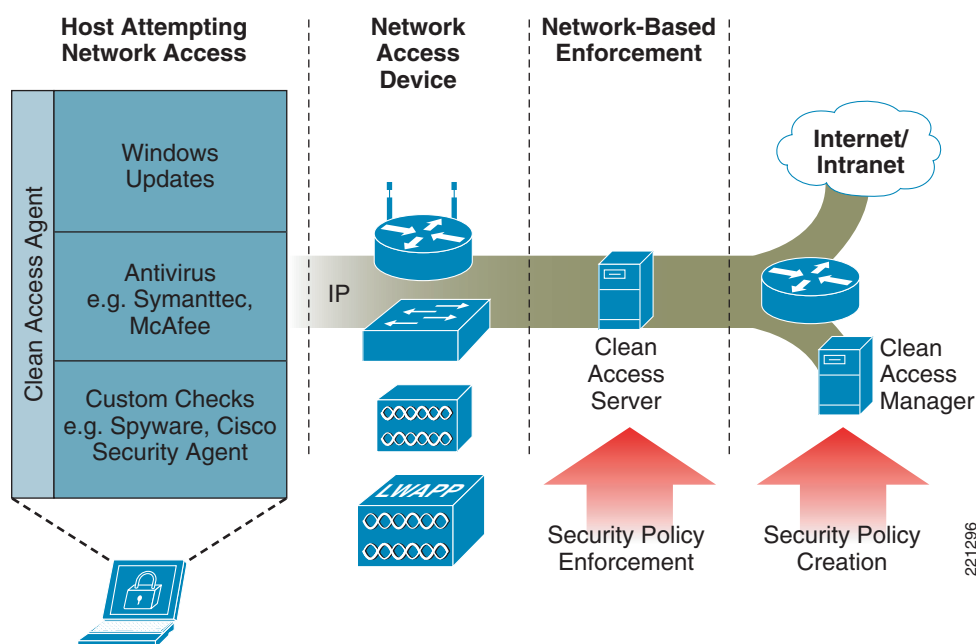 Host Attempting
Network Access
Network
Access
Device
Network-Based
Enforcement
Clean Access Agent
Windows
Updates
Antivirus
e.g. Symanttec,
McAfee
Custom Checks
e.g. Spyware, Cisco
Security Agent
IP
LWAPP
Clean
Access
Server
Internet/
Intranet
Clean
Access
Manager
Security Policy
Enforcement
Security Policy
Creation
221296